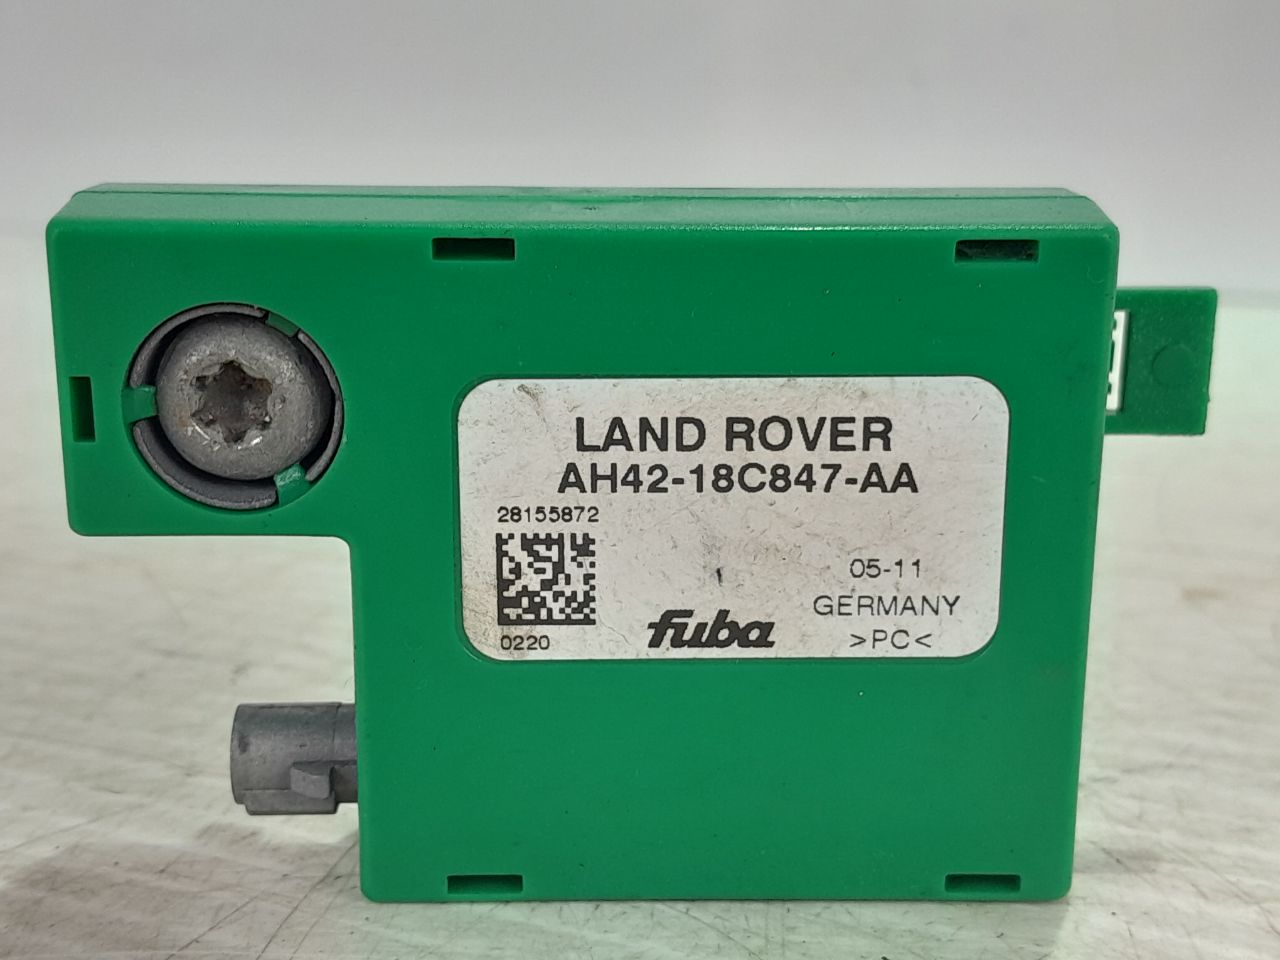 LAND ROVER
AH42-18C847-AA
28155872
05-11
GERMANY
0220
fuba
>PC<